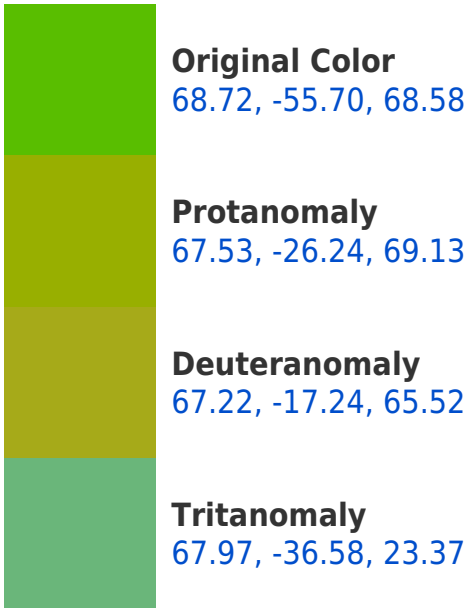 Original Color
68.72, -55.70, 68.58
Protanomaly
67.53, -26.24, 69.13
Deuteranomaly
67.22, -17.24, 65.52
Tritanomaly
67.97, -36.58, 23.37